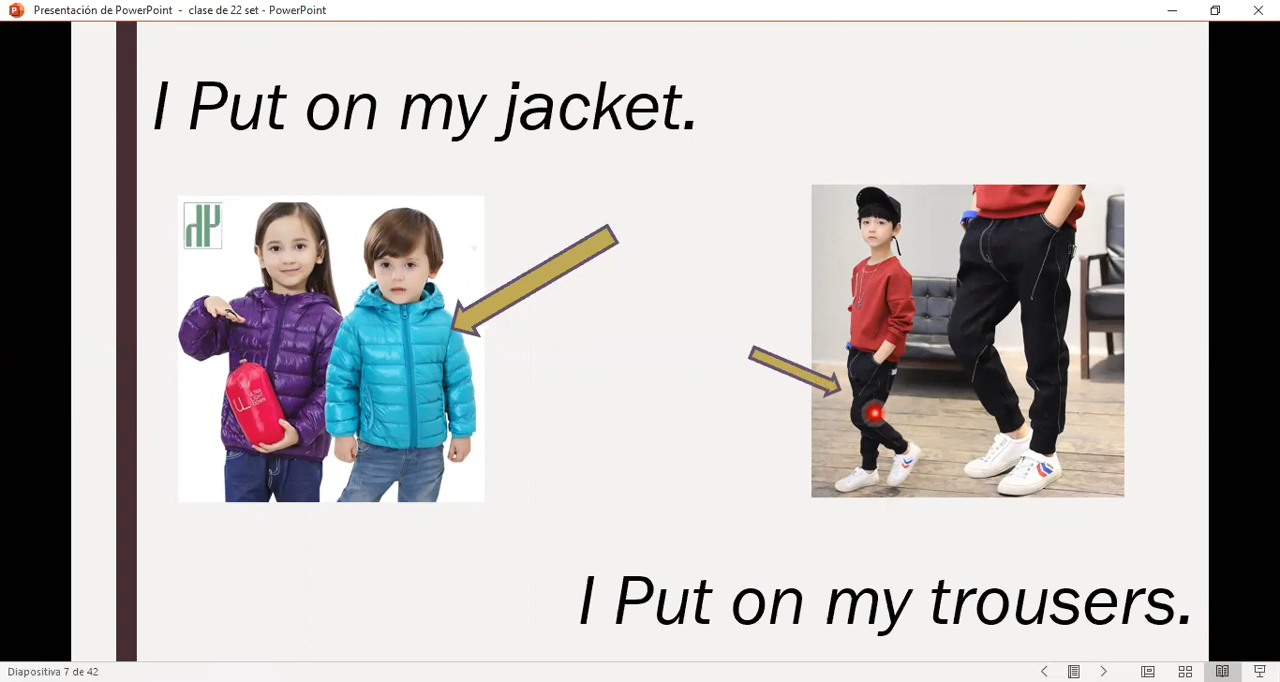 Presentación de PowerPoint - clase de 22 set - PowerPoint
I Put on my jacket.
I Put on my trousers.
Diapositiva 7 de 42